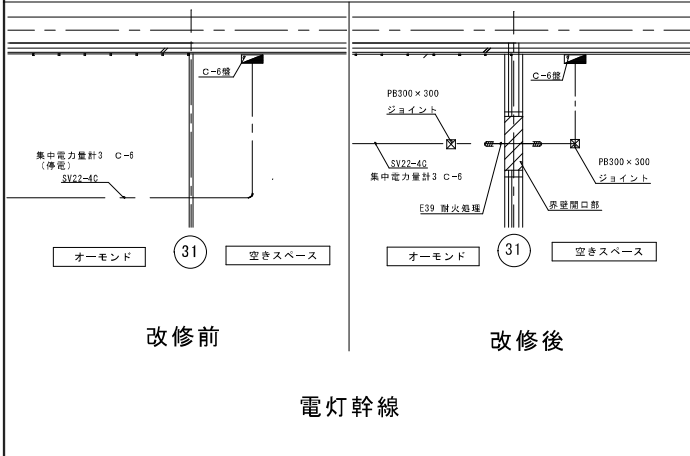 C-6盤
集中電力量計3 C-6
(停電)
SV22-4C
オーモンド
31
空きスペース
改修前
C-6盤
PB300×300
ジョイント
SV22-4C
集中電力量計3 C-6
PB300×300
ジョイント
E39 耐火処理
界壁開口部
オーモンド
31
空きスペース
改修後
電灯幹線